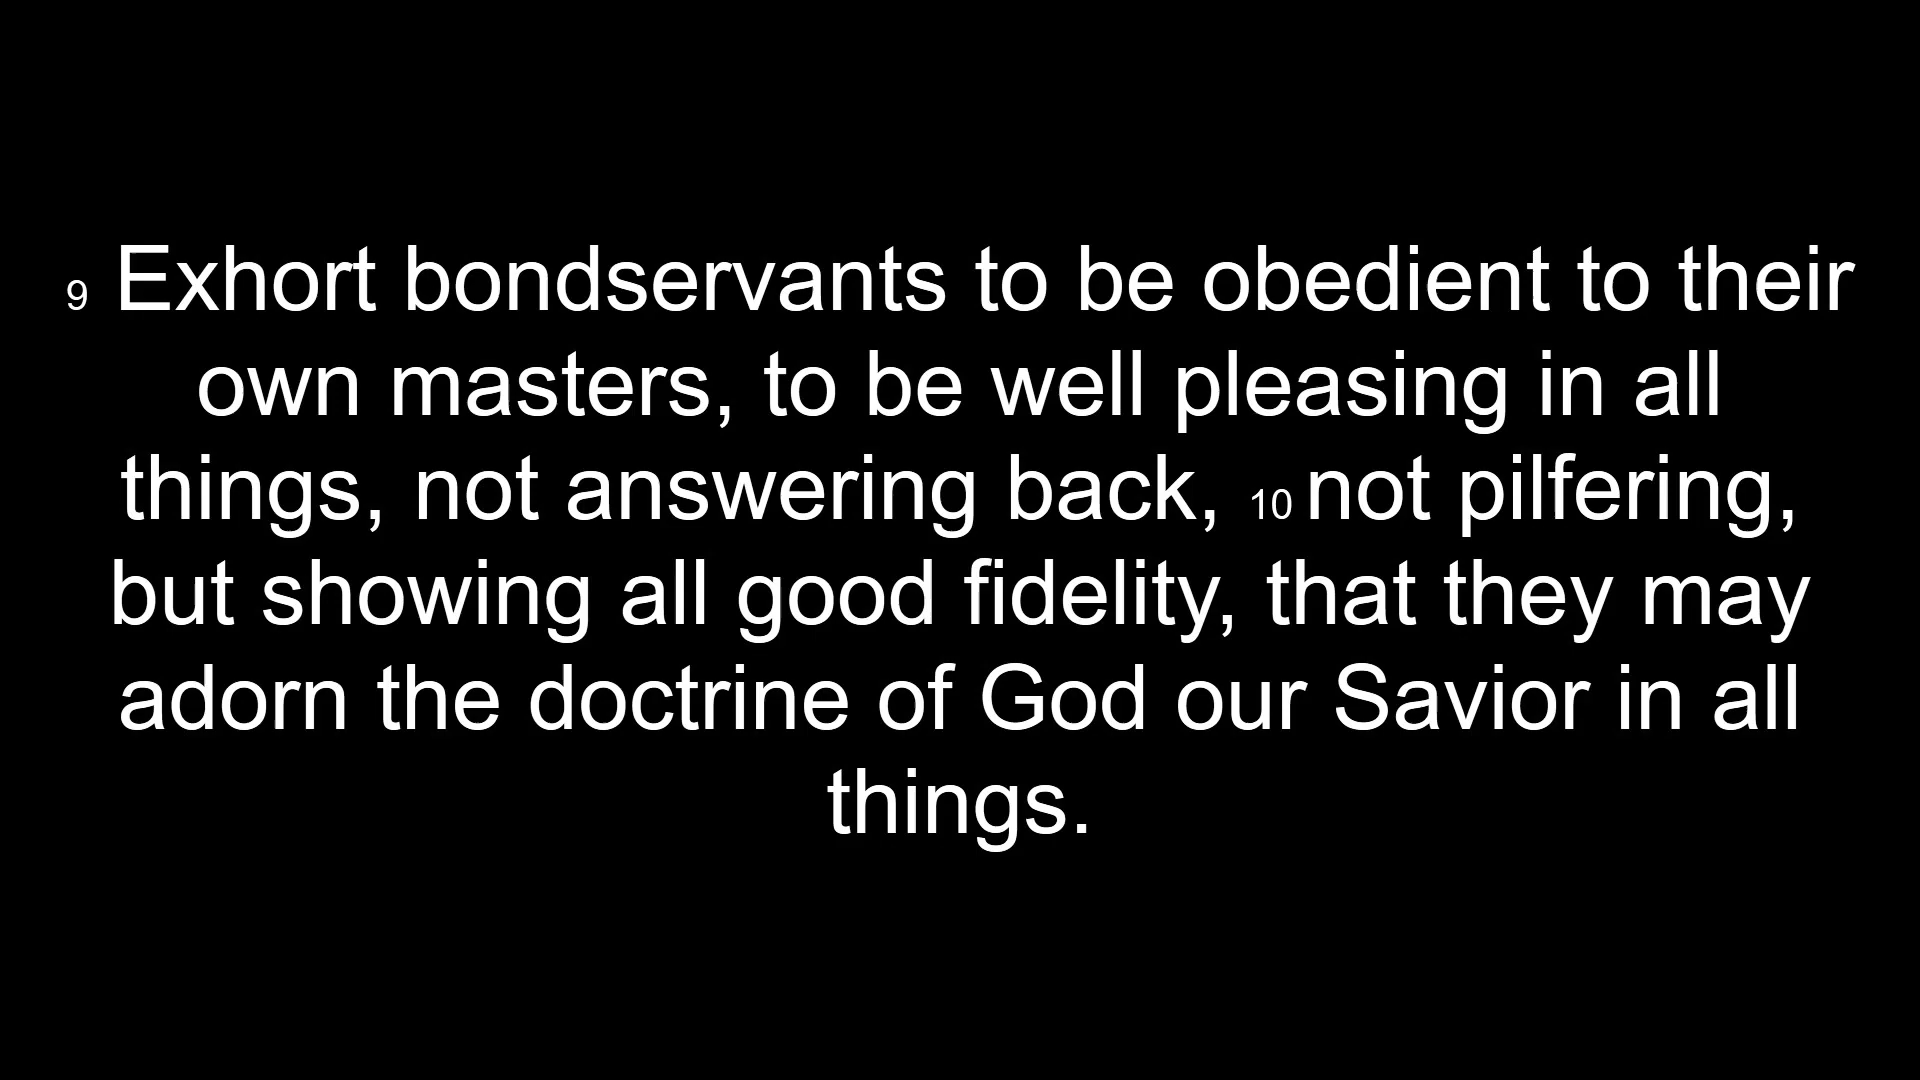 9 Exhort bondservants to be obedient to their
own masters, to be well pleasing in all
things, not answering back, 10 not pilfering,
but showing all good fidelity, that they may
adorn the doctrine of God our Savior in all
things.